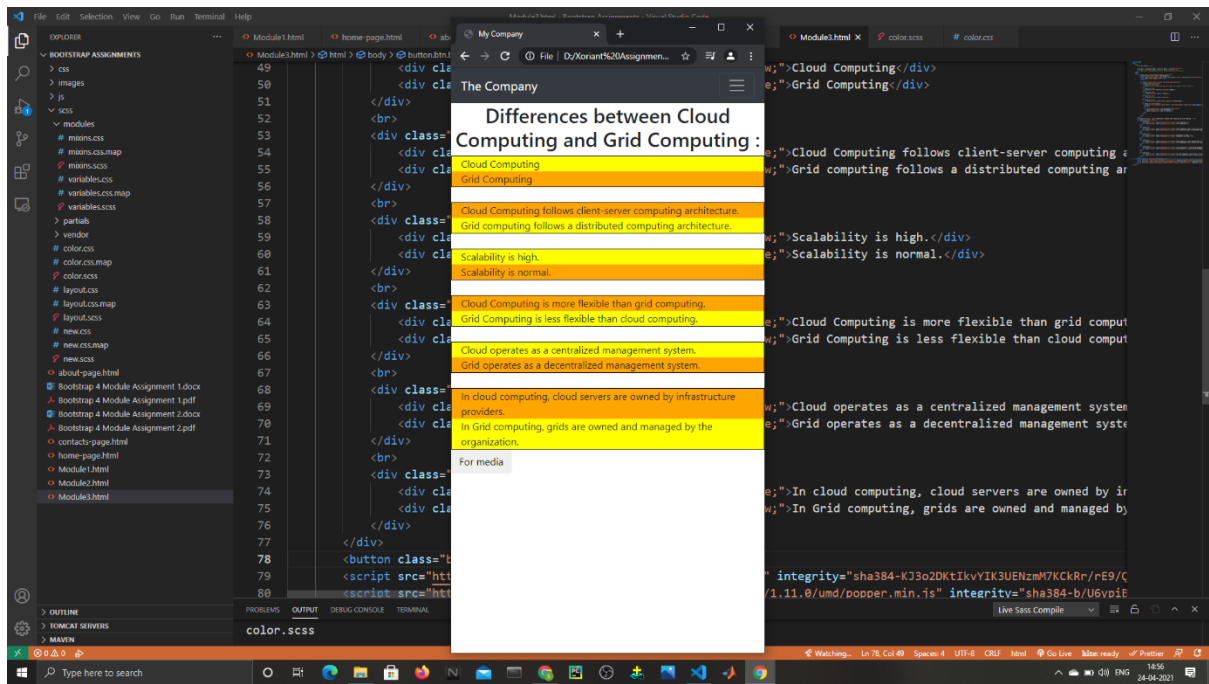 File Edit Selection View Go Run Terminal Help
Module3.html - Bootstrap Assignments - Visual Studio Code
EXPLORER ...
BOOTSTRAP ASSIGNMENTS
> css
> images
> js
scss
modules
# mixins.css
# mixins.css.map
mixins.scss
# variables.css
# variables.css.map
variables.scss
> partials
> vendor
# color.css
# color.css.map
color.scss
# layout.css
# layout.css.map
layout.scss
# new.css
# new.css.map
new.scss
about-page.html
Bootstrap 4 Module Assignment 1.docx
Bootstrap 4 Module Assignment 1.pdf
Bootstrap 4 Module Assignment 2.docx
Bootstrap 4 Module Assignment 2.pdf
contacts-page.html
home-page.html
Module1.html
Module2.html
Module3.html
> OUTLINE
> TOMCAT SERVERS
> MAVEN
Module1.html home-page.html ab
Module3.html X color.scss # color.css
Module3.html > html > body > button.btn.b
49 <div cla w;">Cloud Computing</div>
50 <div cla e;">Grid Computing</div>
51 </div>
52 <br>
53 <div class="
54 <div cla e;">Cloud Computing follows client-server computing a
55 <div cla w;">Grid computing follows a distributed computing ar
56 </div>
57 <br>
58 <div class="
59 <div cla w;">Scalability is high.</div>
60 <div cla e;">Scalability is normal.</div>
61 </div>
62 <br>
63 <div class="
64 <div cla e;">Cloud Computing is more flexible than grid comput
65 <div cla w;">Grid Computing is less flexible than cloud comput
66 </div>
67 <br>
68 <div class="
69 <div cla w;">Cloud operates as a centralized management system
70 <div cla e;">Grid operates as a decentralized management syste
71 </div>
72 <br>
73 <div class="
74 <div cla e;">In cloud computing, cloud servers are owned by in
75 <div cla w;">In Grid computing, grids are owned and managed by
76 </div>
77 </div>
78 <button class="b
79 <script src="htt " integrity="sha384-KJ3o2DKtIkvYIK3UENzmM7KCkRr/rE9/Q
80 <script src="htt /1.11.0/umd/popper.min.js" integrity="sha384-b/U6ypiB
My Company
File | D:/Xoriant%20Assignmen...
The Company
Differences between Cloud
Computing and Grid Computing :
Cloud Computing
Grid Computing
Cloud Computing follows client-server computing architecture.
Grid computing follows a distributed computing architecture.
Scalability is high.
Scalability is normal.
Cloud Computing is more flexible than grid computing.
Grid Computing is less flexible than cloud computing.
Cloud operates as a centralized management system.
Grid operates as a decentralized management system.
In cloud computing, cloud servers are owned by infrastructure
providers.
In Grid computing, grids are owned and managed by the
organization.
For media
PROBLEMS OUTPUT DEBUG CONSOLE TERMINAL
Live Sass Compile
color.scss
0 0 Watching... Ln 78, Col 49 Spaces: 4 UTF-8 CRLF html Go Live Prettier
Type here to search
ENG
14:56
24-04-2021